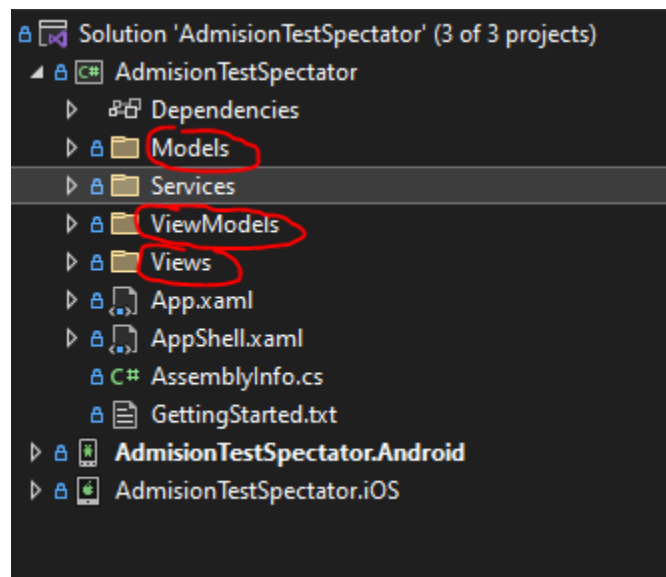 Solution 'AdmisionTestSpectator' (3 of 3 projects)
C# AdmisionTestSpectator
Dependencies
Models
Services
ViewModels
Views
App.xaml
AppShell.xaml
C# AssemblyInfo.cs
GettingStarted.txt
AdmisionTestSpectator.Android
AdmisionTestSpectator.iOS